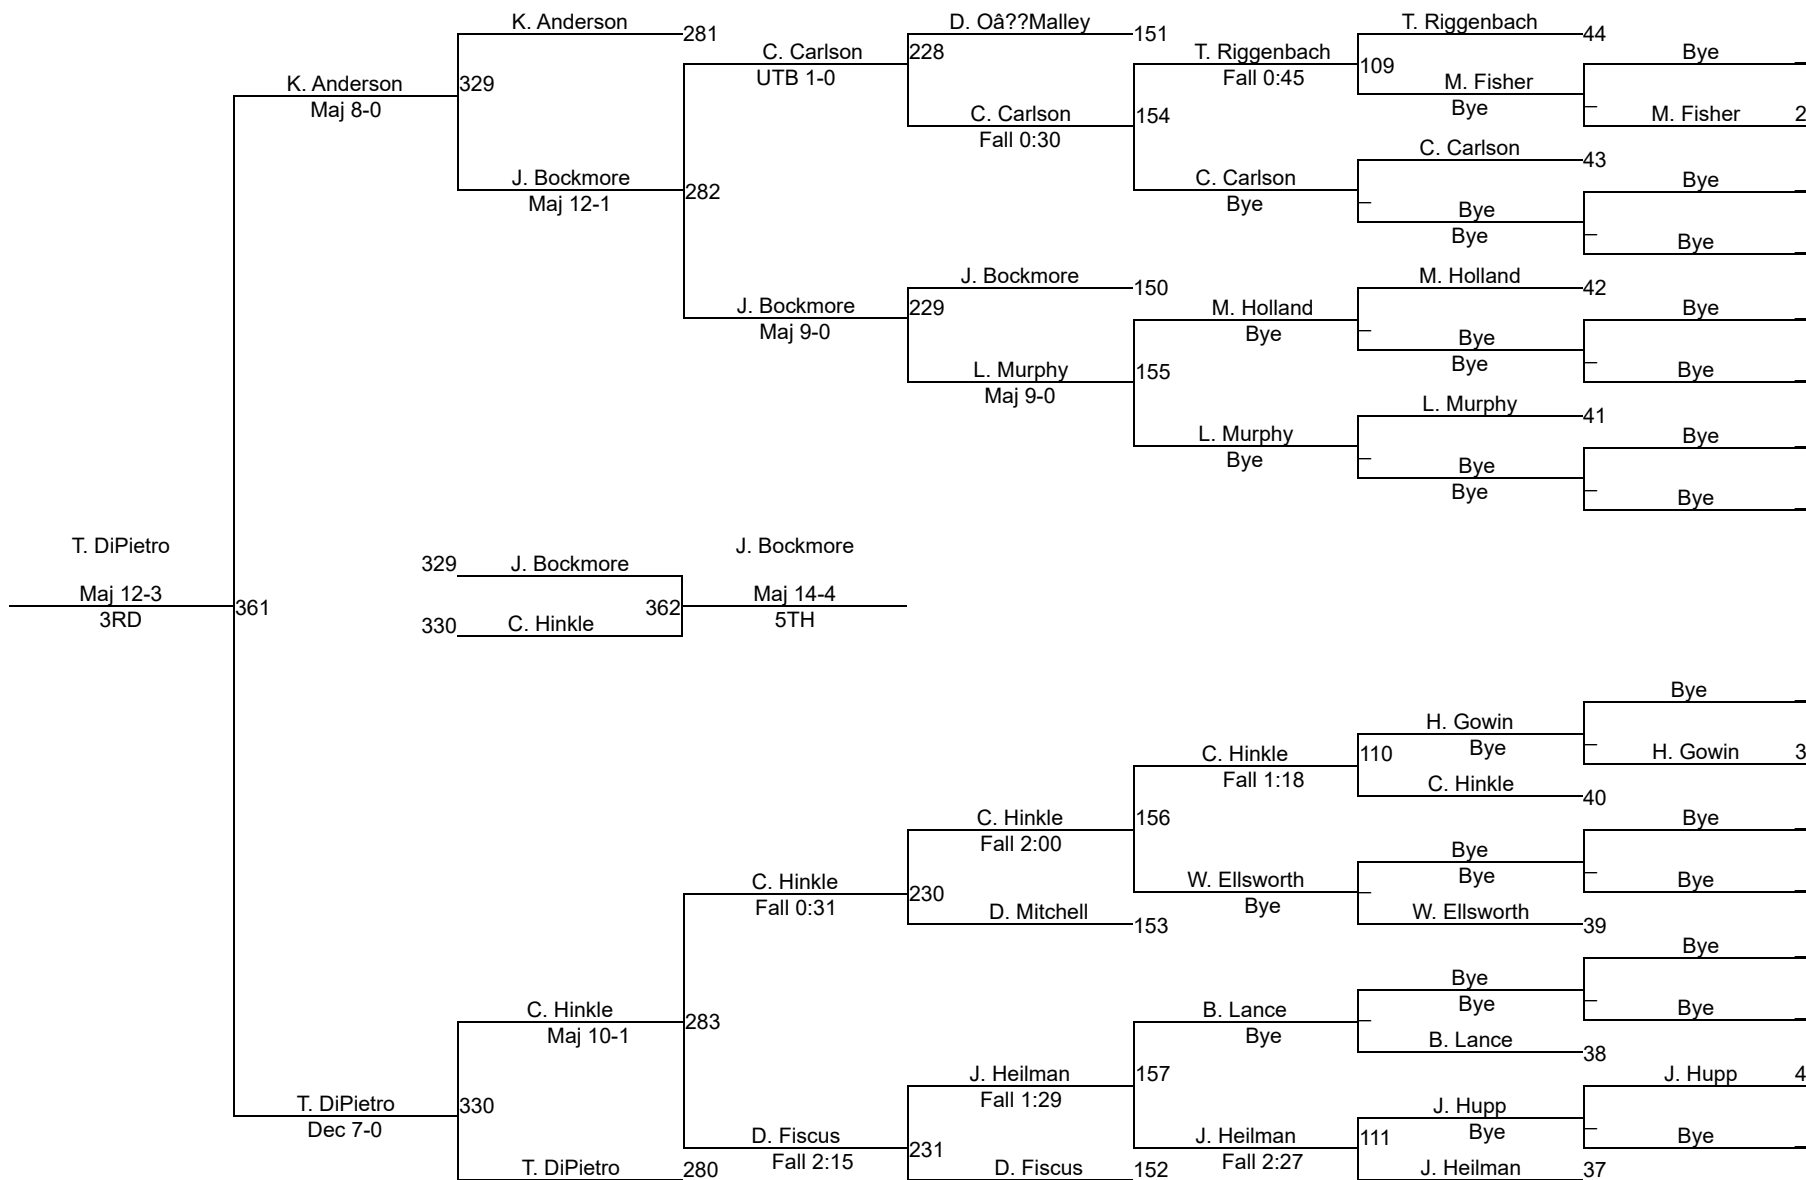 K. Anderson
281
D. Oâ??Malley
151
T. Riggenbach
44
C. Carlson
UTB 1-0
228
T. Riggenbach
Fall 0:45
109
Bye
K. Anderson
Maj 8-0
329
M. Fisher
Bye
M. Fisher 2
C. Carlson
Fall 0:30
154
C. Carlson
43
J. Bockmore
Maj 12-1
282
C. Carlson
Bye
Bye
Bye
Bye
Bye
J. Bockmore
150
M. Holland
42
J. Bockmore
Maj 9-0
229
M. Holland
Bye
Bye
Bye
Bye
L. Murphy
Maj 9-0
155
Bye
L. Murphy
41
L. Murphy
Bye
Bye
Bye
Bye
Bye
T. DiPietro
Maj 12-3
3RD
361
329
J. Bockmore
330
C. Hinkle
362
J. Bockmore
Maj 14-4
5TH
Bye
H. Gowin
Bye
C. Hinkle
Fall 1:18
110
H. Gowin 3
C. Hinkle
40
C. Hinkle
Fall 2:00
156
Bye
Bye
Bye
C. Hinkle
Fall 0:31
230
W. Ellsworth
Bye
Bye
D. Mitchell
153
W. Ellsworth
39
Bye
Bye
Bye
C. Hinkle
Maj 10-1
283
B. Lance
Bye
Bye
B. Lance
38
J. Heilman
Fall 1:29
157
J. Hupp 4
T. DiPietro
Dec 7-0
330
J. Hupp
Bye
D. Fiscus
Fall 2:15
231
J. Heilman
Fall 2:27
111
Bye
T. DiPietro
280
D. Fiscus
152
J. Heilman
37